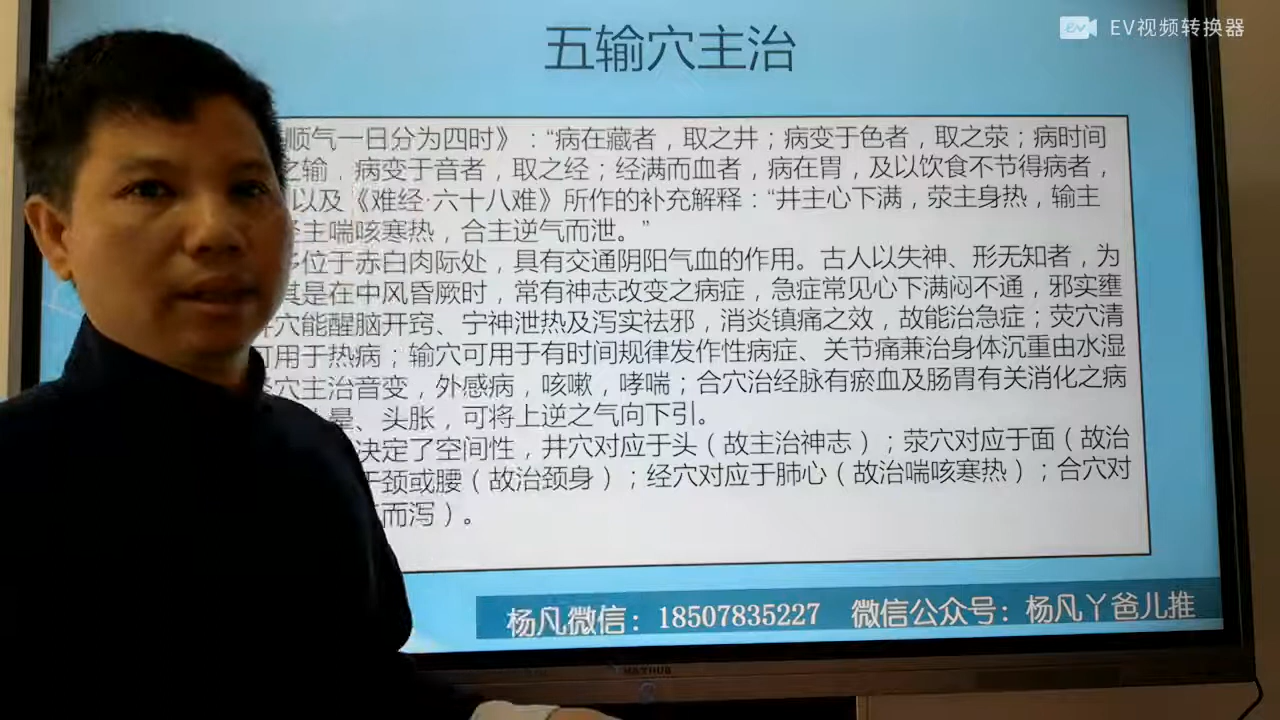 EV视频转换器
五输穴主治
顺气一日分为四时》：“病在藏者，取之井；病变于色者，取之荥；病时间
之输，病变于音者，取之经；经满而血者，病在胃，及以饮食不节得病者，
以及《难经·六十八难》所作的补充解释：“井主心下满，荥主身热，输主
经主喘咳寒热，合主逆气而泄。”
多位于赤白肉际处，具有交通阴阳气血的作用。古人以失神、形无知者，为
其是在中风昏厥时，常有神志改变之病症，急症常见心下满闷不通，邪实壅
井穴能醒脑开窍、宁神泄热及泻实祛邪，消炎镇痛之效，故能治急症；荥穴清
可用于热病；输穴可用于有时间规律发作性病症、关节痛兼治身体沉重由水湿
经穴主治音变，外感病，咳嗽，哮喘；合穴治经脉有瘀血及肠胃有关消化之病
头晕、头胀，可将上逆之气向下引。
决定了空间性，井穴对应于头（故主治神志）；荥穴对应于面（故治
于颈或腰（故治颈身）；经穴对应于肺心（故治喘咳寒热）；合穴对
而泻）。
杨凡微信：18507835227 微信公众号：杨凡丫爸儿推